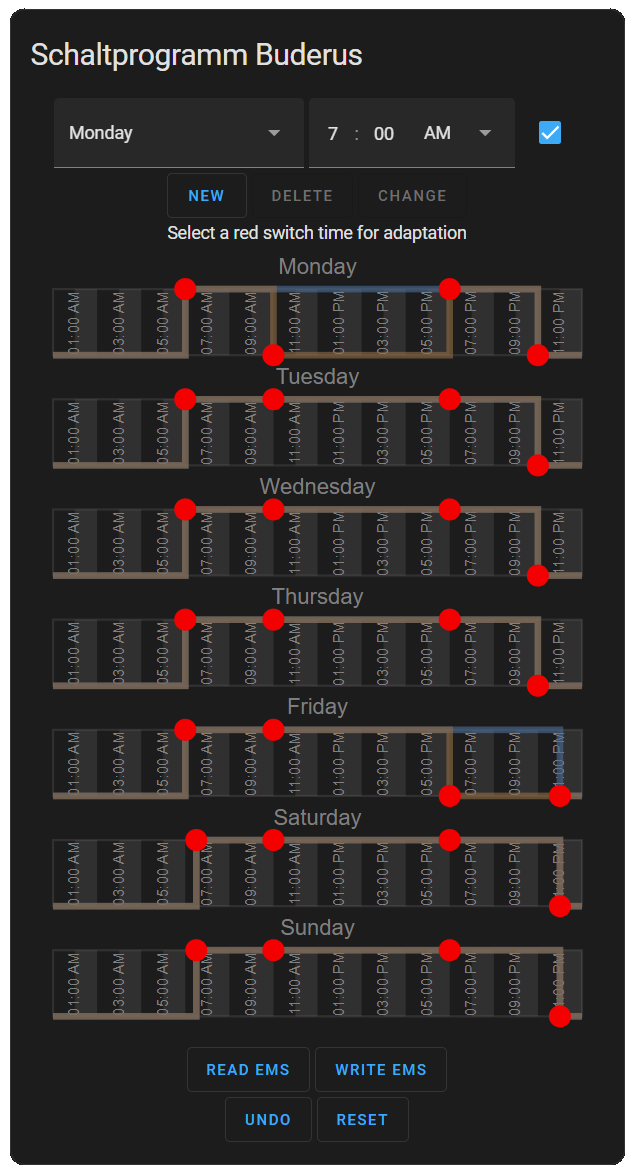 Schaltprogramm Buderus
Monday 7 : 00 AM
NEW DELETE CHANGE
Select a red switch time for adaptation
Monday
01:00 AM 03:00 AM 05:00 AM 07:00 AM 09:00 AM 11:00 AM 01:00 PM 03:00 PM 05:00 PM 07:00 PM 09:00 PM 11:00 PM
Tuesday
01:00 AM 03:00 AM 05:00 AM 07:00 AM 09:00 AM 11:00 AM 01:00 PM 03:00 PM 05:00 PM 07:00 PM 09:00 PM 11:00 PM
Wednesday
01:00 AM 03:00 AM 05:00 AM 07:00 AM 09:00 AM 11:00 AM 01:00 PM 03:00 PM 05:00 PM 07:00 PM 09:00 PM 11:00 PM
Thursday
01:00 AM 03:00 AM 05:00 AM 07:00 AM 09:00 AM 11:00 AM 01:00 PM 03:00 PM 05:00 PM 07:00 PM 09:00 PM 11:00 PM
Friday
01:00 AM 03:00 AM 05:00 AM 07:00 AM 09:00 AM 11:00 AM 01:00 PM 03:00 PM 05:00 PM 07:00 PM 09:00 PM 11:00 PM
Saturday
01:00 AM 03:00 AM 05:00 AM 07:00 AM 09:00 AM 11:00 AM 01:00 PM 03:00 PM 05:00 PM 07:00 PM 09:00 PM 11:00 PM
Sunday
01:00 AM 03:00 AM 05:00 AM 07:00 AM 09:00 AM 11:00 AM 01:00 PM 03:00 PM 05:00 PM 07:00 PM 09:00 PM 11:00 PM
READ EMS WRITE EMS
UNDO RESET